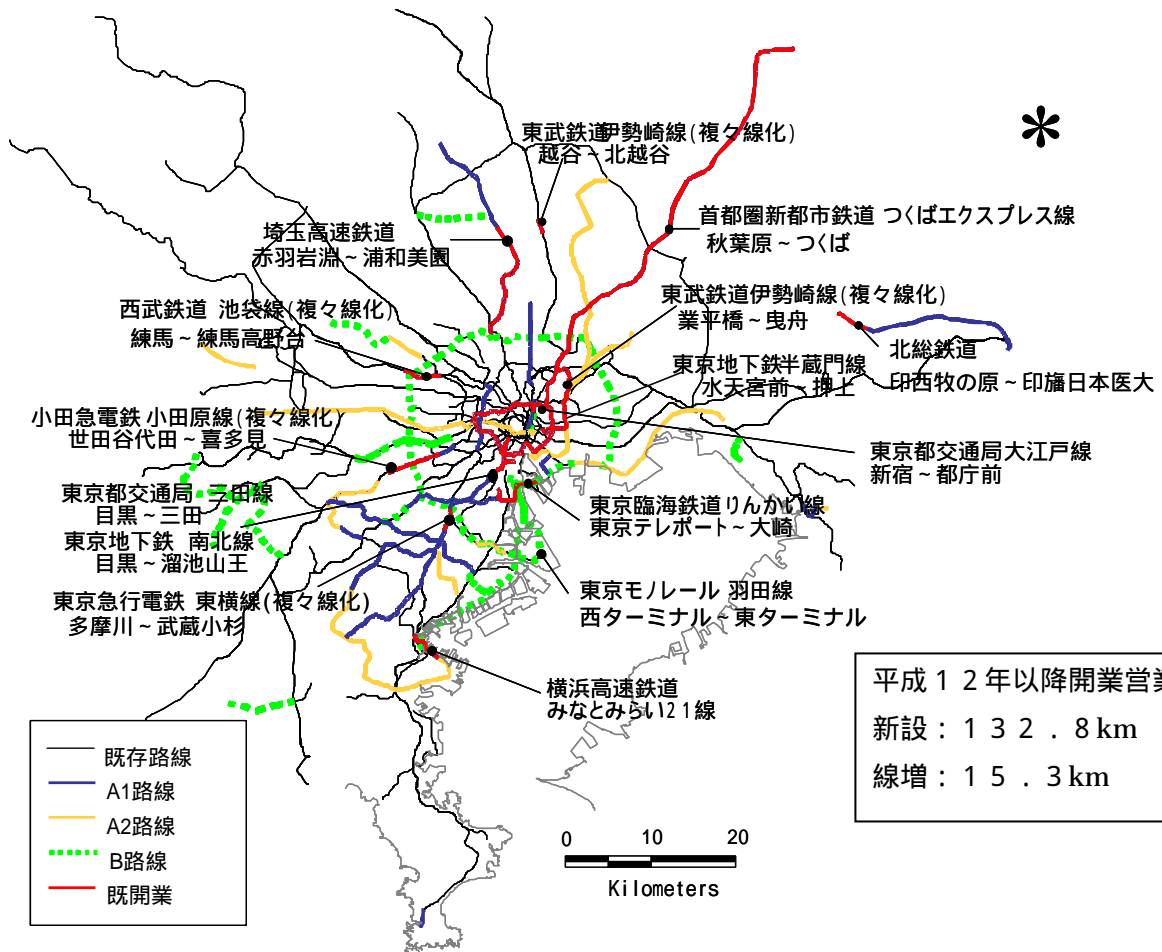 *
東武鉄道伊勢崎線(複々線化)
越谷～北越谷
首都圏新都市鉄道 つくばエクスプレス線
秋葉原～つくば
埼玉高速鉄道
赤羽岩淵～浦和美園
東武鉄道伊勢崎線(複々線化)
業平橋～曳舟
西武鉄道 池袋線(複々線化)
練馬～練馬高野台
北総鉄道
印西牧の原～印旛日本医大
東京地下鉄半蔵門線
水天宮前～押上
小田急電鉄 小田原線(複々線化)
世田谷代田～喜多見
東京都交通局大江戸線
新宿～都庁前
東京都交通局 三田線
目黒～三田
東京臨海鉄道りんかい線
東京テレポート～大崎
東京地下鉄 南北線
目黒～溜池山王
東京急行電鉄 東横線(複々線化)
多摩川～武蔵小杉
東京モノレール 羽田線
西ターミナル～東ターミナル
横浜高速鉄道
みなとみらい21線
平成１２年以降開業営業
新設：１３２．８km
線増：１５．３km
既存路線
A1路線
A2路線
B路線
既開業
0 10 20
Kilometers